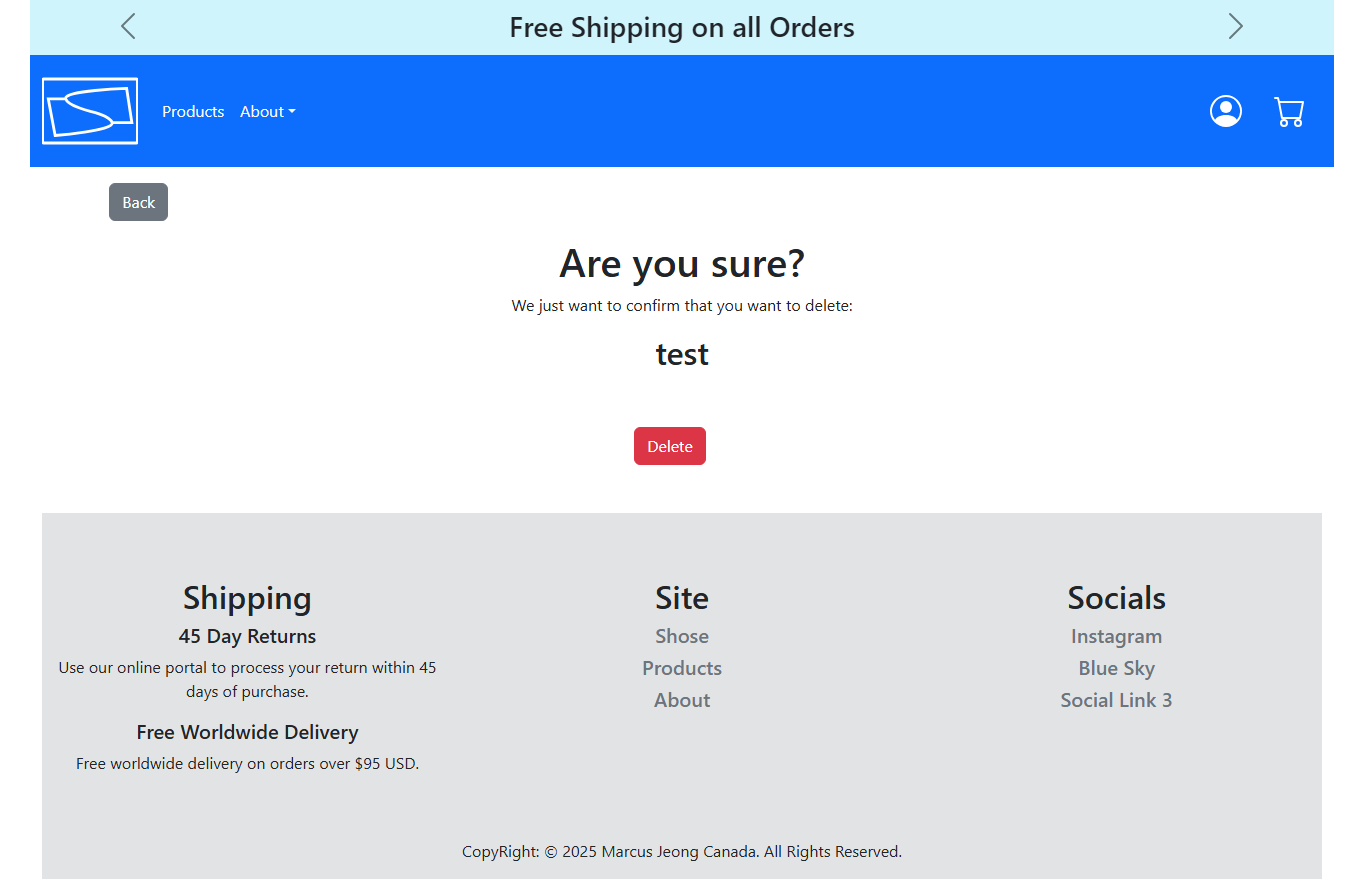 Free Shipping on all Orders
Products About
Back
Are you sure?
We just want to confirm that you want to delete:
test
Delete
Shipping
45 Day Returns
Use our online portal to process your return within 45
days of purchase.
Free Worldwide Delivery
Free worldwide delivery on orders over $95 USD.
Site
Shose
Products
About
Socials
Instagram
Blue Sky
Social Link 3
CopyRight: © 2025 Marcus Jeong Canada. All Rights Reserved.